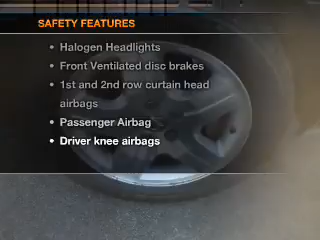 SAFETY FEATURES
• Halogen Headlights
• Front Ventilated disc brakes
• 1st and 2nd row curtain head
airbags
• Passenger Airbag
• Driver knee airbags